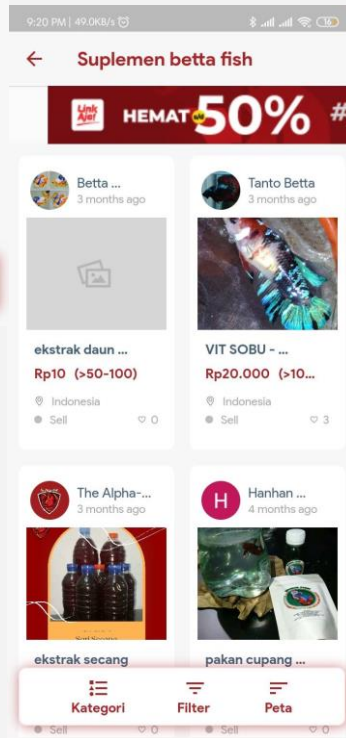 9:20 PM | 49.0KB/s
Suplemen betta fish
Link Aja!
HEMAT 50% #
Betta ...
3 months ago
Tanto Betta
3 months ago
ekstrak daun ...
Rp10 (>50-100)
Indonesia
Sell 0
VIT SOBU - ...
Rp20.000 (>10...
Indonesia
Sell 3
The Alpha-...
3 months ago
H
Hanhan ...
4 months ago
ekstrak secang
pakan cupang ...
Kategori
Filter
Peta
Sell 0
Sell 0